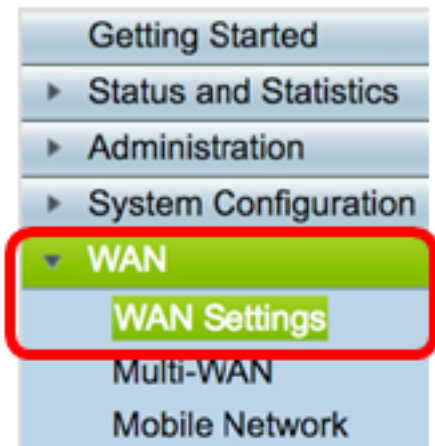 Getting Started
Status and Statistics
Administration
System Configuration
WAN
WAN Settings
Multi-WAN
Mobile Network